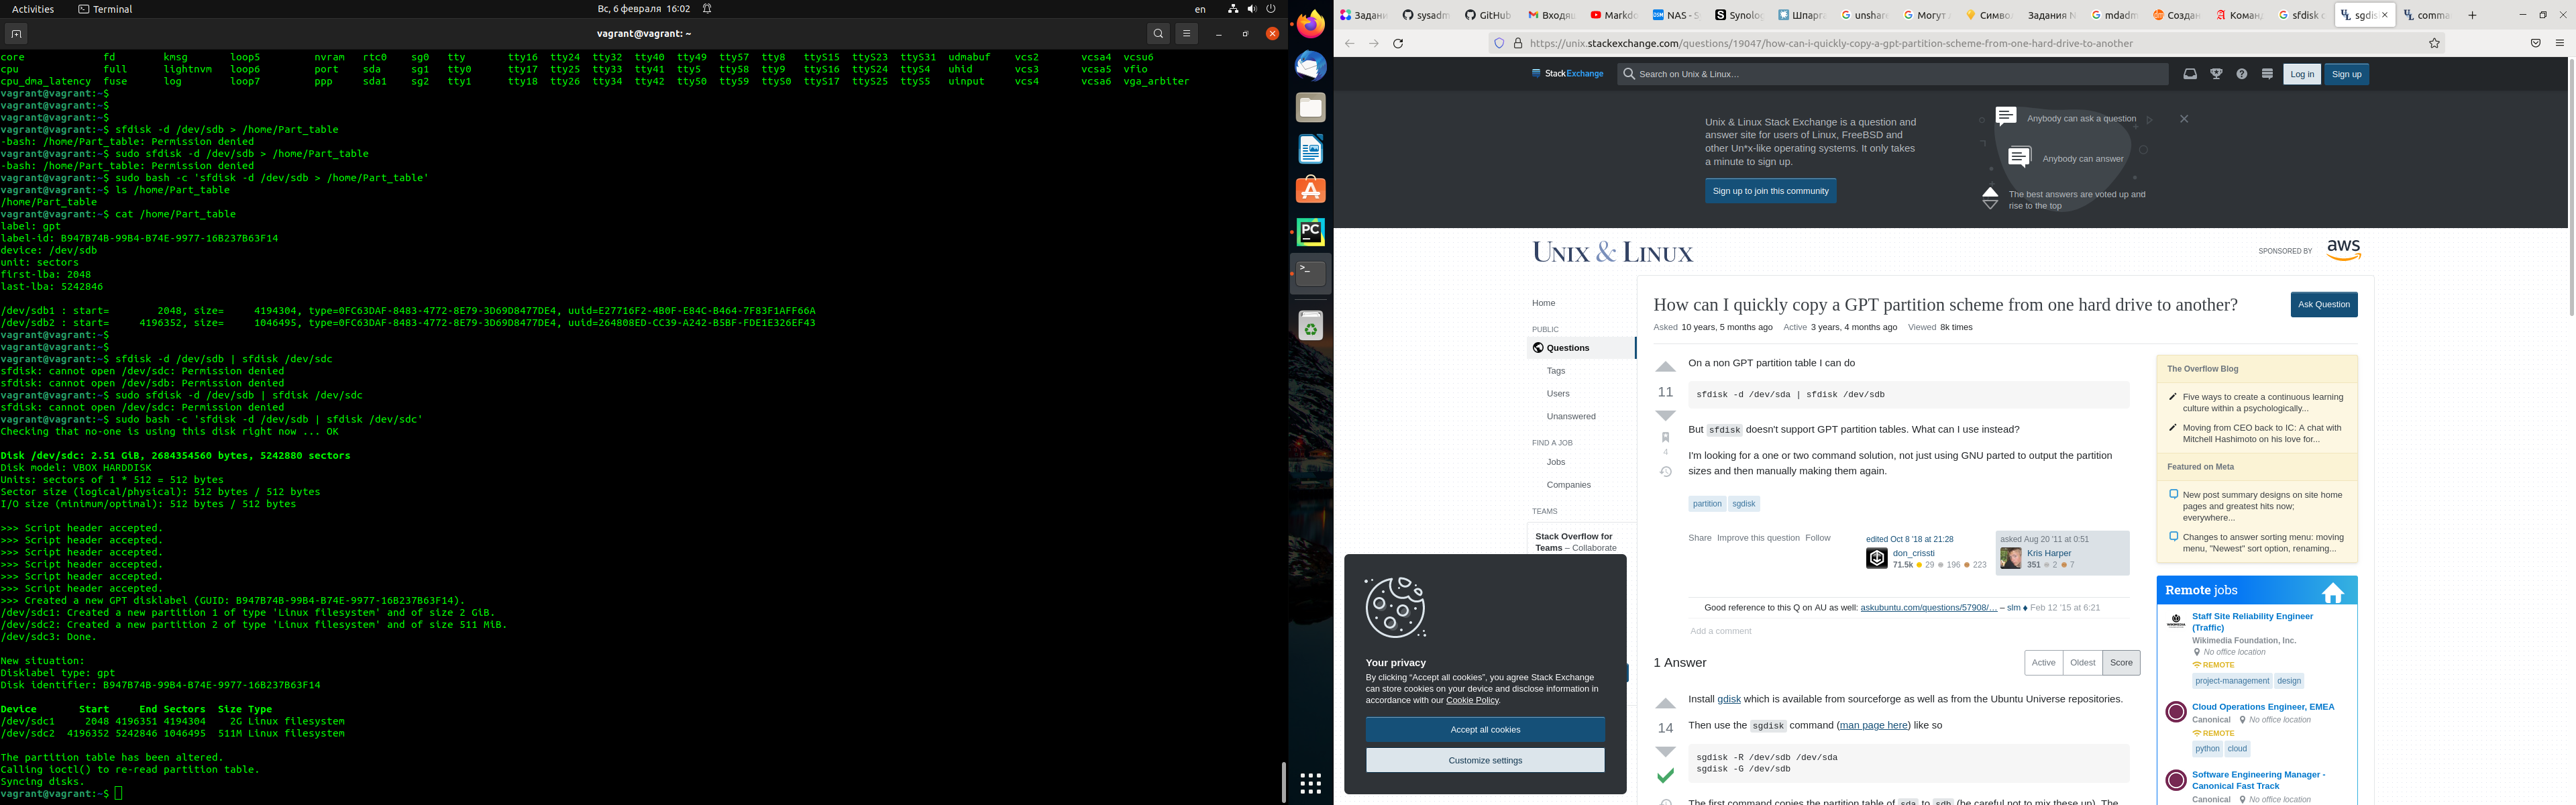 Activities
Terminal
Вс, 6 февраля 16:02
en
vagrant@vagrant: ~
core fd kmsg loop5 nvram rtc0 sg0 tty tty16 tty24 tty32 tty40 tty49 tty57 tty8 ttyS15 ttyS23 ttyS31 udmabuf vcs2 vcsa4 vcsu6
cpu full lightnvm loop6 port sda sg1 tty0 tty17 tty25 tty33 tty41 tty5 tty58 tty9 ttyS16 ttyS24 ttyS4 uhid vcs3 vcsa5 vfio
cpu_dma_latency fuse log loop7 ppp sda1 sg2 tty1 tty18 tty26 tty34 tty42 tty50 tty59 ttyS0 ttyS17 ttyS25 ttyS5 uinput vcs4 vcsa6 vga_arbiter
vagrant@vagrant:~$
vagrant@vagrant:~$
vagrant@vagrant:~$
vagrant@vagrant:~$ sfdisk -d /dev/sdb > /home/Part_table
-bash: /home/Part_table: Permission denied
vagrant@vagrant:~$ sudo sfdisk -d /dev/sdb > /home/Part_table
-bash: /home/Part_table: Permission denied
vagrant@vagrant:~$ sudo bash -c 'sfdisk -d /dev/sdb > /home/Part_table'
vagrant@vagrant:~$ ls /home/Part_table
/home/Part_table
vagrant@vagrant:~$ cat /home/Part_table
label: gpt
label-id: B947B74B-99B4-B74E-9977-16B237B63F14
device: /dev/sdb
unit: sectors
first-lba: 2048
last-lba: 5242846
/dev/sdb1 : start= 2048, size= 4194304, type=0FC63DAF-8483-4772-8E79-3D69D8477DE4, uuid=E27716F2-4B0F-E84C-B464-7F83F1AFF66A
/dev/sdb2 : start= 4196352, size= 1046495, type=0FC63DAF-8483-4772-8E79-3D69D8477DE4, uuid=264808ED-CC39-A242-B5BF-FDE1E326EF43
vagrant@vagrant:~$
vagrant@vagrant:~$
vagrant@vagrant:~$ sfdisk -d /dev/sdb | sfdisk /dev/sdc
sfdisk: cannot open /dev/sdc: Permission denied
sfdisk: cannot open /dev/sdb: Permission denied
vagrant@vagrant:~$ sudo sfdisk -d /dev/sdb | sfdisk /dev/sdc
sfdisk: cannot open /dev/sdc: Permission denied
vagrant@vagrant:~$ sudo bash -c 'sfdisk -d /dev/sdb | sfdisk /dev/sdc'
Checking that no-one is using this disk right now ... OK
Disk /dev/sdc: 2.51 GiB, 2684354560 bytes, 5242880 sectors
Disk model: VBOX HARDDISK
Units: sectors of 1 * 512 = 512 bytes
Sector size (logical/physical): 512 bytes / 512 bytes
I/O size (minimum/optimal): 512 bytes / 512 bytes
>>> Script header accepted.
>>> Script header accepted.
>>> Script header accepted.
>>> Script header accepted.
>>> Script header accepted.
>>> Script header accepted.
>>> Created a new GPT disklabel (GUID: B947B74B-99B4-B74E-9977-16B237B63F14).
/dev/sdc1: Created a new partition 1 of type 'Linux filesystem' and of size 2 GiB.
/dev/sdc2: Created a new partition 2 of type 'Linux filesystem' and of size 511 MiB.
/dev/sdc3: Done.
New situation:
Disklabel type: gpt
Disk identifier: B947B74B-99B4-B74E-9977-16B237B63F14
Device Start End Sectors Size Type
/dev/sdc1 2048 4196351 4194304 2G Linux filesystem
/dev/sdc2 4196352 5242846 1046495 511M Linux filesystem
The partition table has been altered.
Calling ioctl() to re-read partition table.
Syncing disks.
vagrant@vagrant:~$
PC
>_
Задани
sysadm
GitHub
Входящ
Markdo
NAS - S
Synolog
Шпарга
unshare
Могут л
Символ
Задания N
mdadm
Создан
Команд
sfdisk c
sgdisk
comma
https://unix.stackexchange.com/questions/19047/how-can-i-quickly-copy-a-gpt-partition-scheme-from-one-hard-drive-to-another
StackExchange
Search on Unix & Linux…
Log in
Sign up
Unix & Linux Stack Exchange is a question and
answer site for users of Linux, FreeBSD and
other Un*x-like operating systems. It only takes
a minute to sign up.
Sign up to join this community
Anybody can ask a question
Anybody can answer
The best answers are voted up and
rise to the top
UNIX & LINUX
SPONSORED BY
aws
Home
PUBLIC
Questions
Tags
Users
Unanswered
FIND A JOB
Jobs
Companies
TEAMS
Stack Overflow for
Teams – Collaborate
How can I quickly copy a GPT partition scheme from one hard drive to another?
Ask Question
Asked 10 years, 5 months ago Active 3 years, 4 months ago Viewed 8k times
11
4
On a non GPT partition table I can do
sfdisk -d /dev/sda | sfdisk /dev/sdb
But sfdisk doesn't support GPT partition tables. What can I use instead?
I'm looking for a one or two command solution, not just using GNU parted to output the partition
sizes and then manually making them again.
partition
sgdisk
Share Improve this question Follow
edited Oct 8 '18 at 21:28
don_crissti
71.5k 29 196 223
asked Aug 20 '11 at 0:51
Kris Harper
351 2 7
Good reference to this Q on AU as well: askubuntu.com/questions/57908/… – slm ♦ Feb 12 '15 at 6:21
Add a comment
1 Answer
Active
Oldest
Score
14
Install gdisk which is available from sourceforge as well as from the Ubuntu Universe repositories.
Then use the sgdisk command (man page here) like so
sgdisk -R /dev/sdb /dev/sda
sgdisk -G /dev/sdb
The first command copies the partition table of sda to sdb (be careful not to mix these up). The
The Overflow Blog
Five ways to create a continuous learning
culture within a psychologically...
Moving from CEO back to IC: A chat with
Mitchell Hashimoto on his love for...
Featured on Meta
New post summary designs on site home
pages and greatest hits now;
everywhere...
Changes to answer sorting menu: moving
menu, "Newest" sort option, renaming...
Remote jobs
Staff Site Reliability Engineer
(Traffic)
Wikimedia Foundation, Inc.
No office location
REMOTE
project-management
design
Cloud Operations Engineer, EMEA
Canonical No office location
REMOTE
python
cloud
Software Engineering Manager -
Canonical Fast Track
Canonical No office location
Your privacy
By clicking “Accept all cookies”, you agree Stack Exchange
can store cookies on your device and disclose information in
accordance with our Cookie Policy.
Accept all cookies
Customize settings